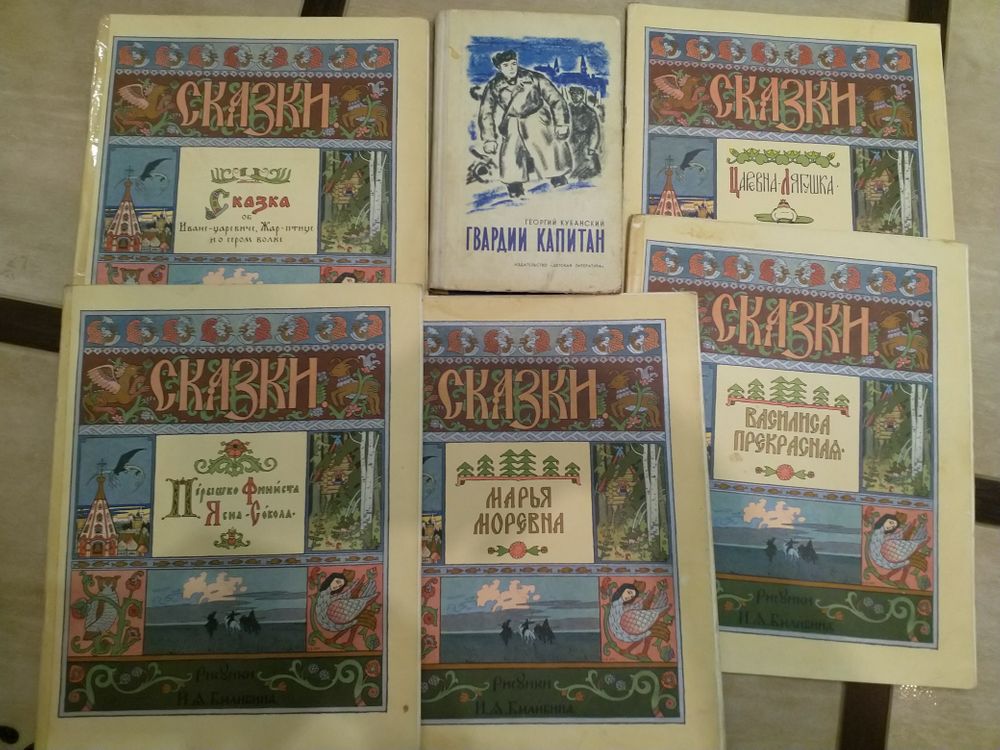 СКАЗКИ.
Сказка
об
Иване-царевиче, Жар-птице
и о сером волке
ГЕОРГИЙ КУБАНСКИЙ
ГВАРДИИ КАПИТАН
ИЗДАТЕЛЬСТВО «ДЕТСКАЯ ЛИТЕРАТУРА»
СКАЗКИ.
ЦАРЕВНА-ЛЯГУШКА.
СКАЗКИ
Пёрышко Финиста
Ясна-Сокола.
Рисунки
И.Я.Билибина
СКАЗКИ.
МАРЬЯ
МОРЕВНА
Рисунки
И.Я.Билибина
СКАЗКИ
ВАСИЛИСА
ПРЕКРАСНАЯ.
Рисунки
И.Я.Билибина